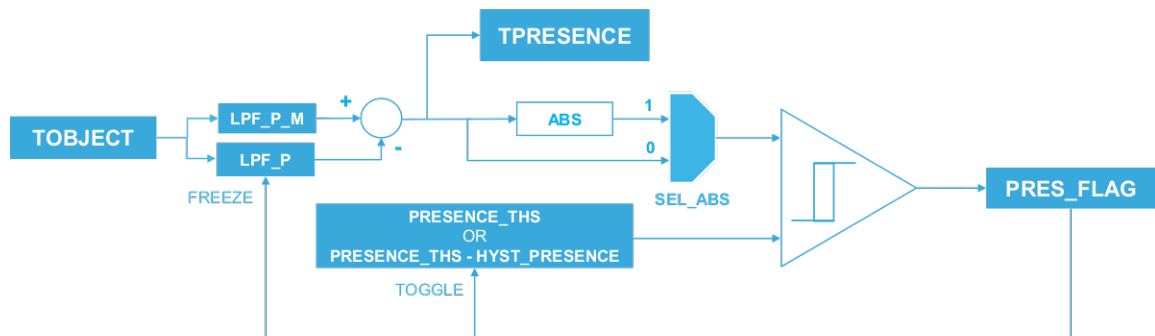 TPRESENCE
TOBJECT
LPF_P_M
+
ABS
1
LPF_P
-
0
FREEZE
SEL_ABS
PRES_FLAG
PRESENCE_THS
OR
PRESENCE_THS - HYST_PRESENCE
TOGGLE